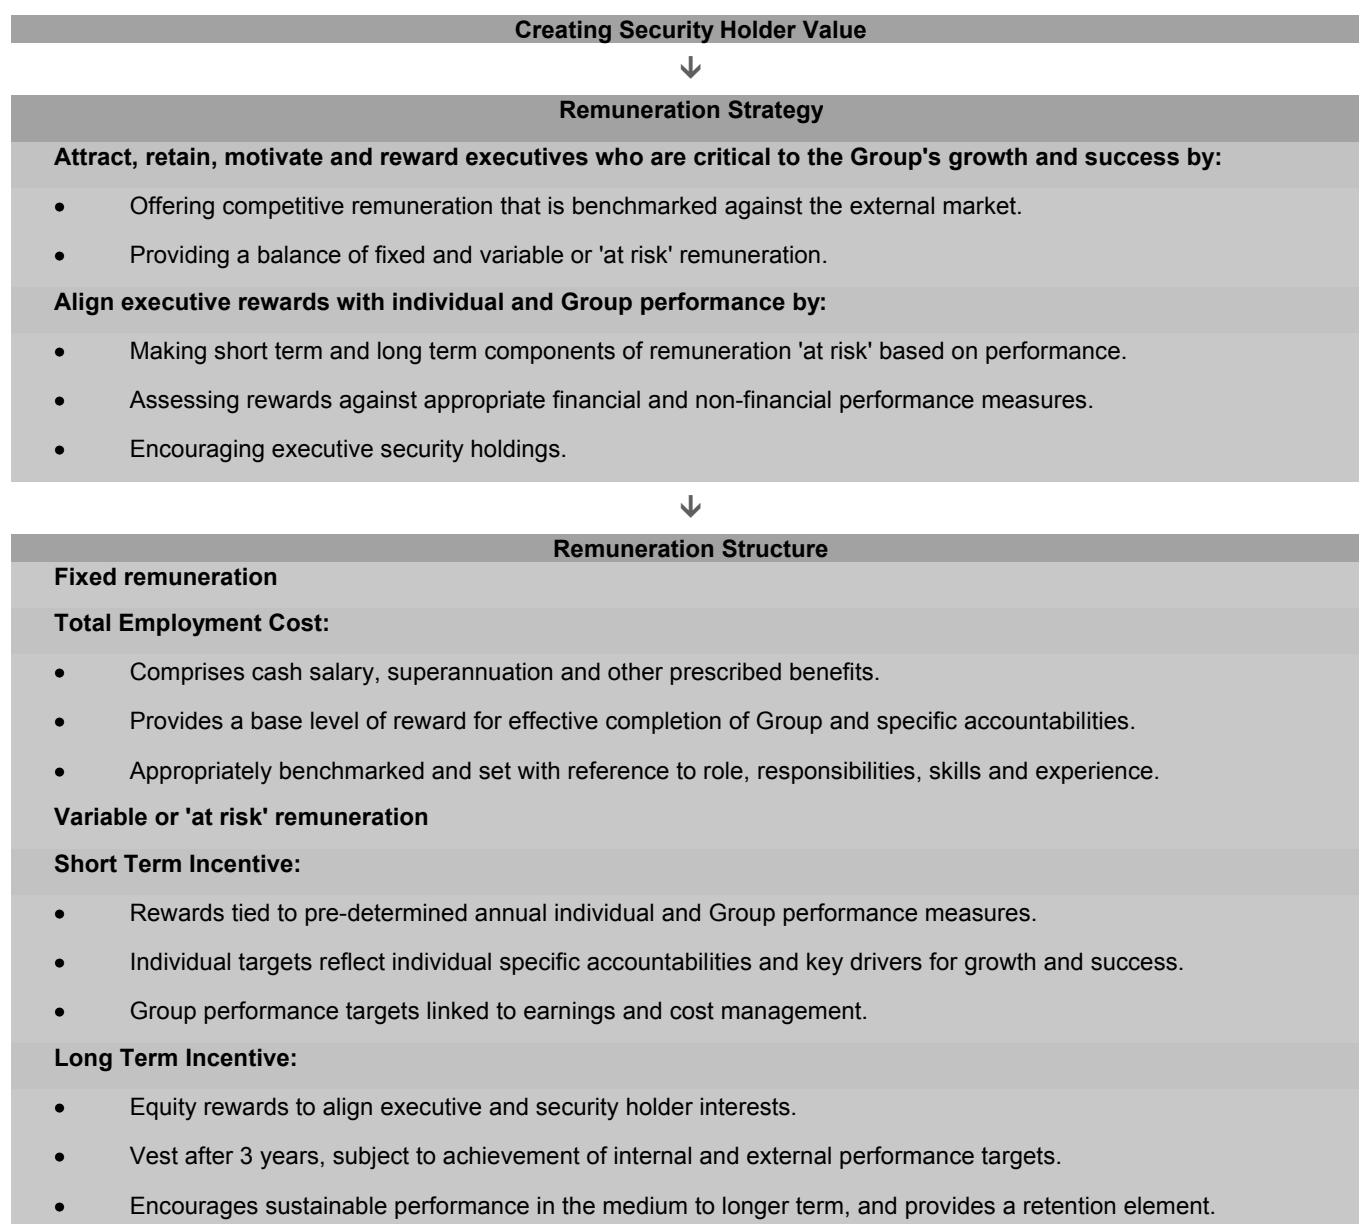 Creating Security Holder Value
↓
Remuneration Strategy
Attract, retain, motivate and reward executives who are critical to the Group's growth and success by:
• Offering competitive remuneration that is benchmarked against the external market.
• Providing a balance of fixed and variable or 'at risk' remuneration.
Align executive rewards with individual and Group performance by:
• Making short term and long term components of remuneration 'at risk' based on performance.
• Assessing rewards against appropriate financial and non-financial performance measures.
• Encouraging executive security holdings.
↓
Remuneration Structure
Fixed remuneration
Total Employment Cost:
• Comprises cash salary, superannuation and other prescribed benefits.
• Provides a base level of reward for effective completion of Group and specific accountabilities.
• Appropriately benchmarked and set with reference to role, responsibilities, skills and experience.
Variable or 'at risk' remuneration
Short Term Incentive:
• Rewards tied to pre-determined annual individual and Group performance measures.
• Individual targets reflect individual specific accountabilities and key drivers for growth and success.
• Group performance targets linked to earnings and cost management.
Long Term Incentive:
• Equity rewards to align executive and security holder interests.
• Vest after 3 years, subject to achievement of internal and external performance targets.
• Encourages sustainable performance in the medium to longer term, and provides a retention element.